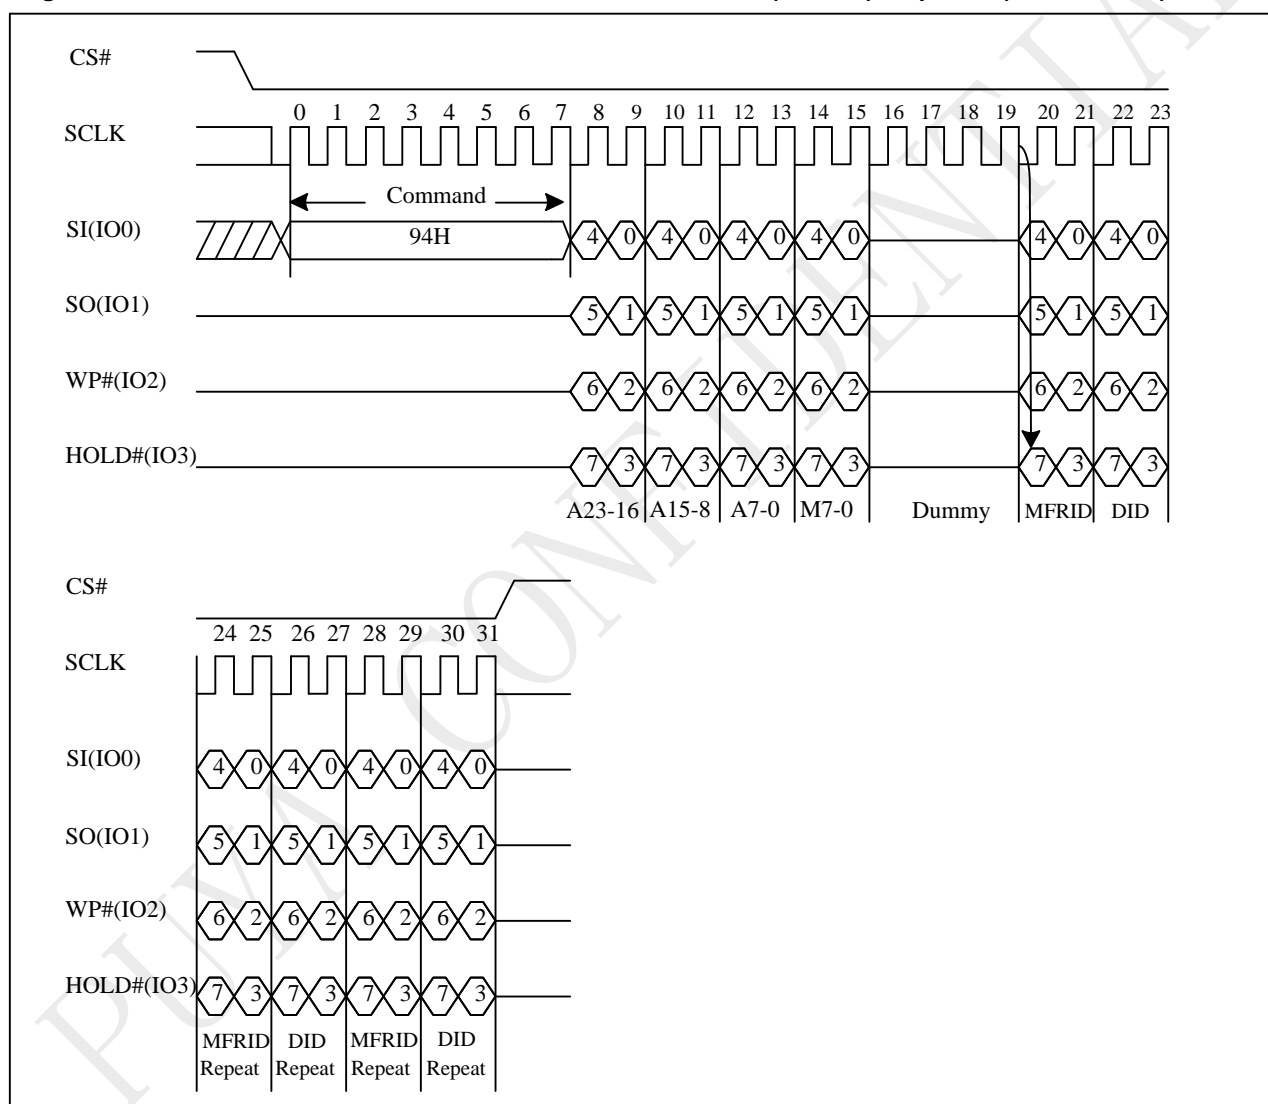 CS#
0 1 2 3 4 5 6 7 8 9 10 11 12 13 14 15 16 17 18 19 20 21 22 23
SCLK
Command
SI(IO0) 94H 4 0 4 0 4 0 4 0 4 0 4 0
SO(IO1) 5 1 5 1 5 1 5 1 5 1 5 1
WP#(IO2) 6 2 6 2 6 2 6 2 6 2 6 2
HOLD#(IO3) 7 3 7 3 7 3 7 3 7 3 7 3
A23-16 A15-8 A7-0 M7-0 Dummy MFRID DID
CS#
24 25 26 27 28 29 30 31
SCLK
SI(IO0) 4 0 4 0 4 0 4 0
SO(IO1) 5 1 5 1 5 1 5 1
WP#(IO2) 6 2 6 2 6 2 6 2
HOLD#(IO3) 7 3 7 3 7 3 7 3
MFRID DID MFRID DID
Repeat Repeat Repeat Repeat
PUYA CONFIDENTIAL